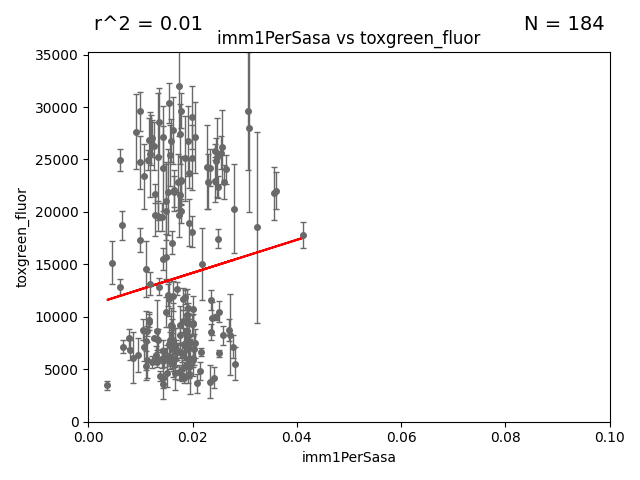 r^2 = 0.01
N = 184
imm1PerSasa vs toxgreen_fluor
35000
30000
25000
20000
15000
10000
5000
0
toxgreen_fluor
0.00
0.02
0.04
0.06
0.08
0.10
imm1PerSasa